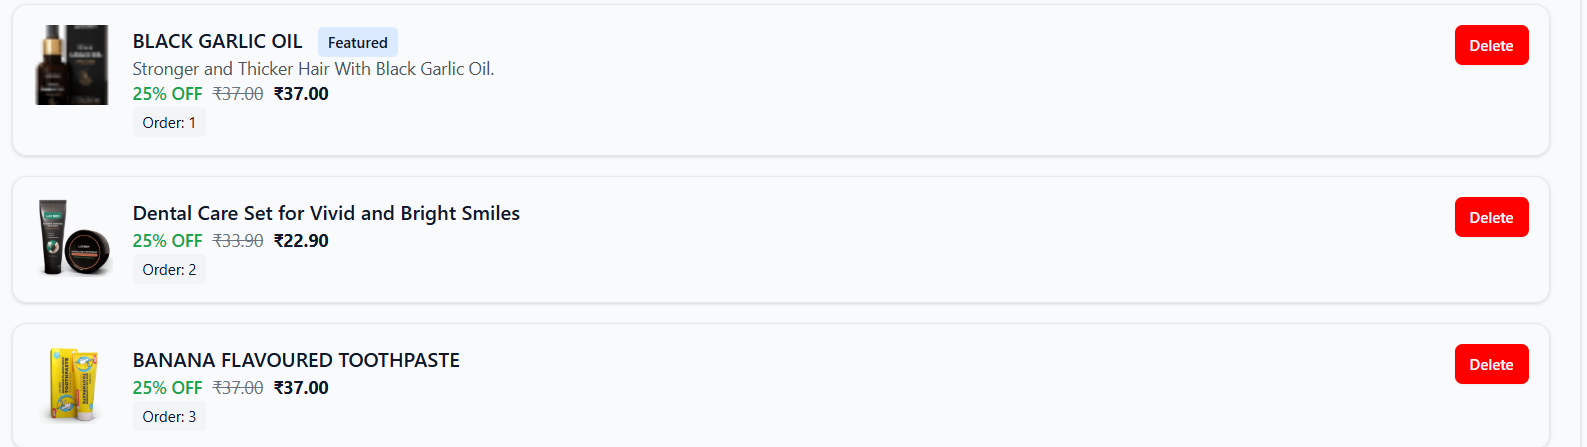 BLACK GARLIC OIL Featured Delete
Stronger and Thicker Hair With Black Garlic Oil.
25% OFF ₹37.00 ₹37.00
Order: 1
Dental Care Set for Vivid and Bright Smiles Delete
25% OFF ₹33.90 ₹22.90
Order: 2
BANANA FLAVOURED TOOTHPASTE Delete
25% OFF ₹37.00 ₹37.00
Order: 3